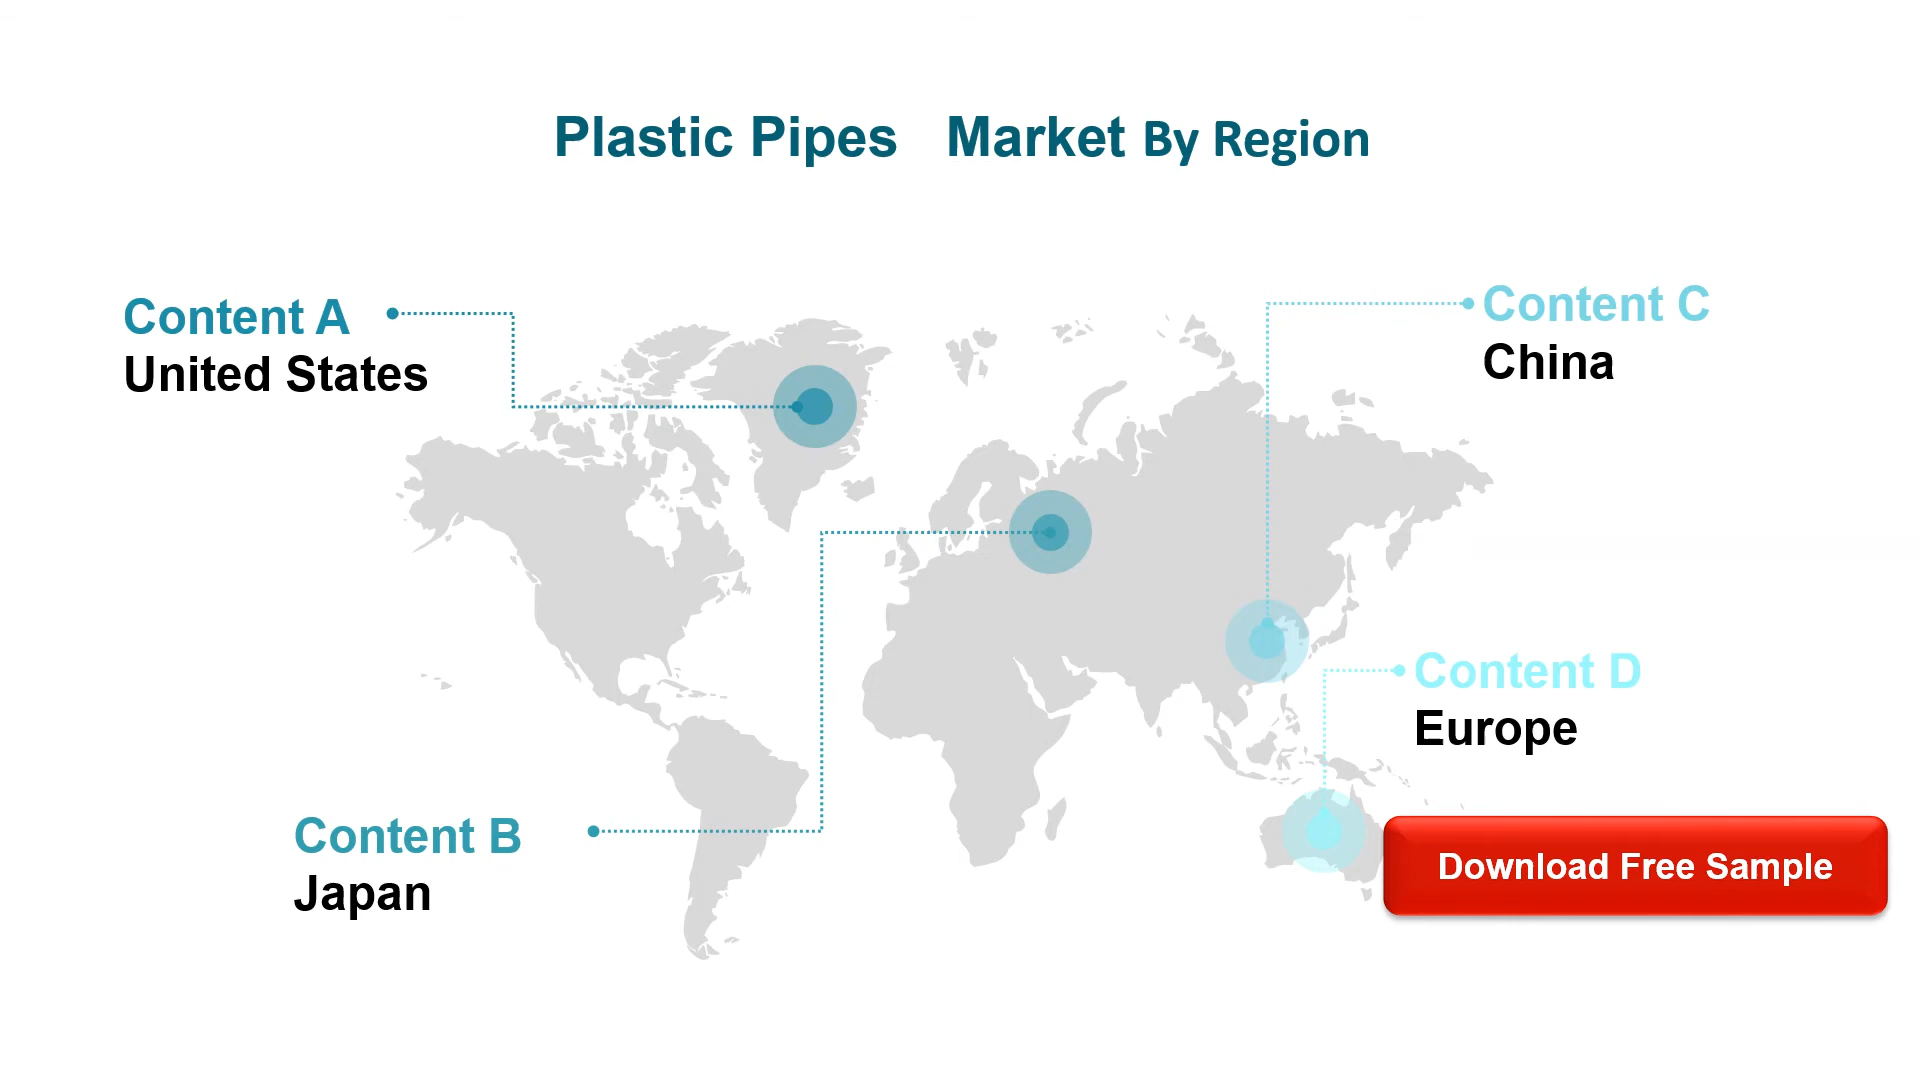 Plastic Pipes Market By Region
Content A
United States
Content C
China
Content D
Europe
Content B
Japan
Download Free Sample